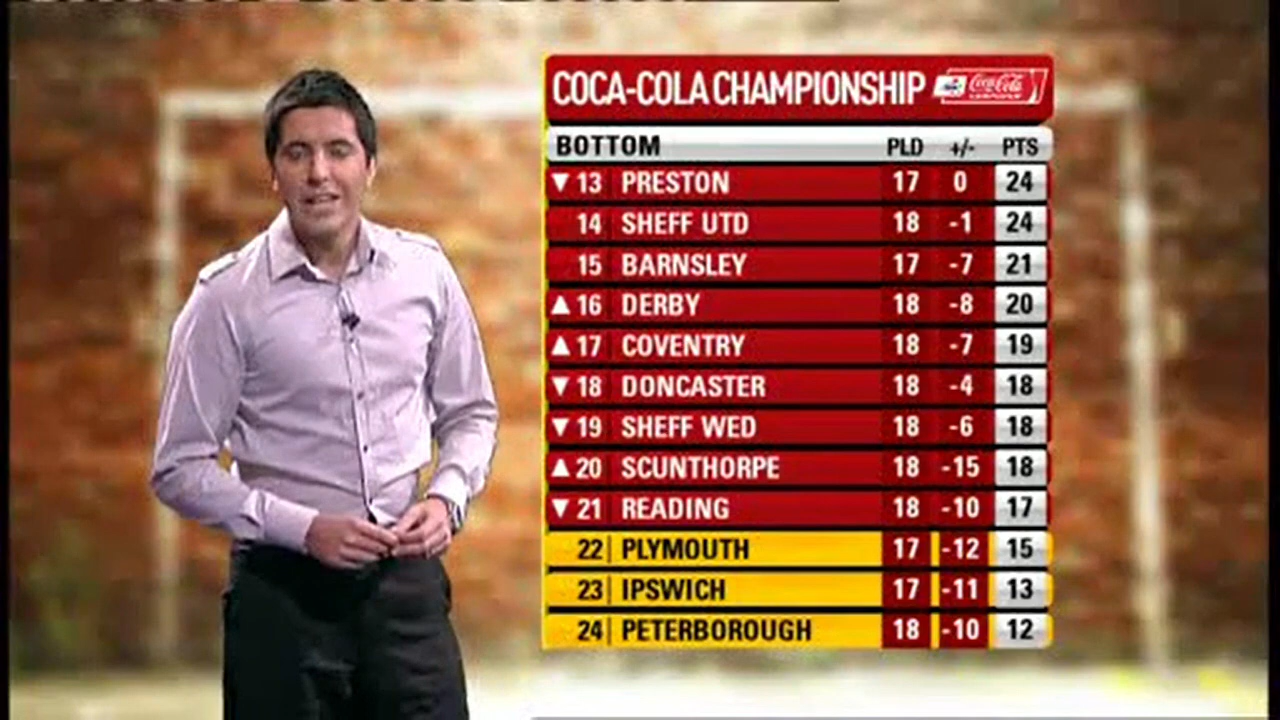 COCA-COLA CHAMPIONSHIP Coca-Cola
BOTTOM PLD +/- PTS
▼ 13 PRESTON 17 0 24
14 SHEFF UTD 18 -1 24
15 BARNSLEY 17 -7 21
▲ 16 DERBY 18 -8 20
▲ 17 COVENTRY 18 -7 19
▼ 18 DONCASTER 18 -4 18
▼ 19 SHEFF WED 18 -6 18
▲ 20 SCUNTHORPE 18 -15 18
▼ 21 READING 18 -10 17
22 PLYMOUTH 17 -12 15
23 IPSWICH 17 -11 13
24 PETERBOROUGH 18 -10 12